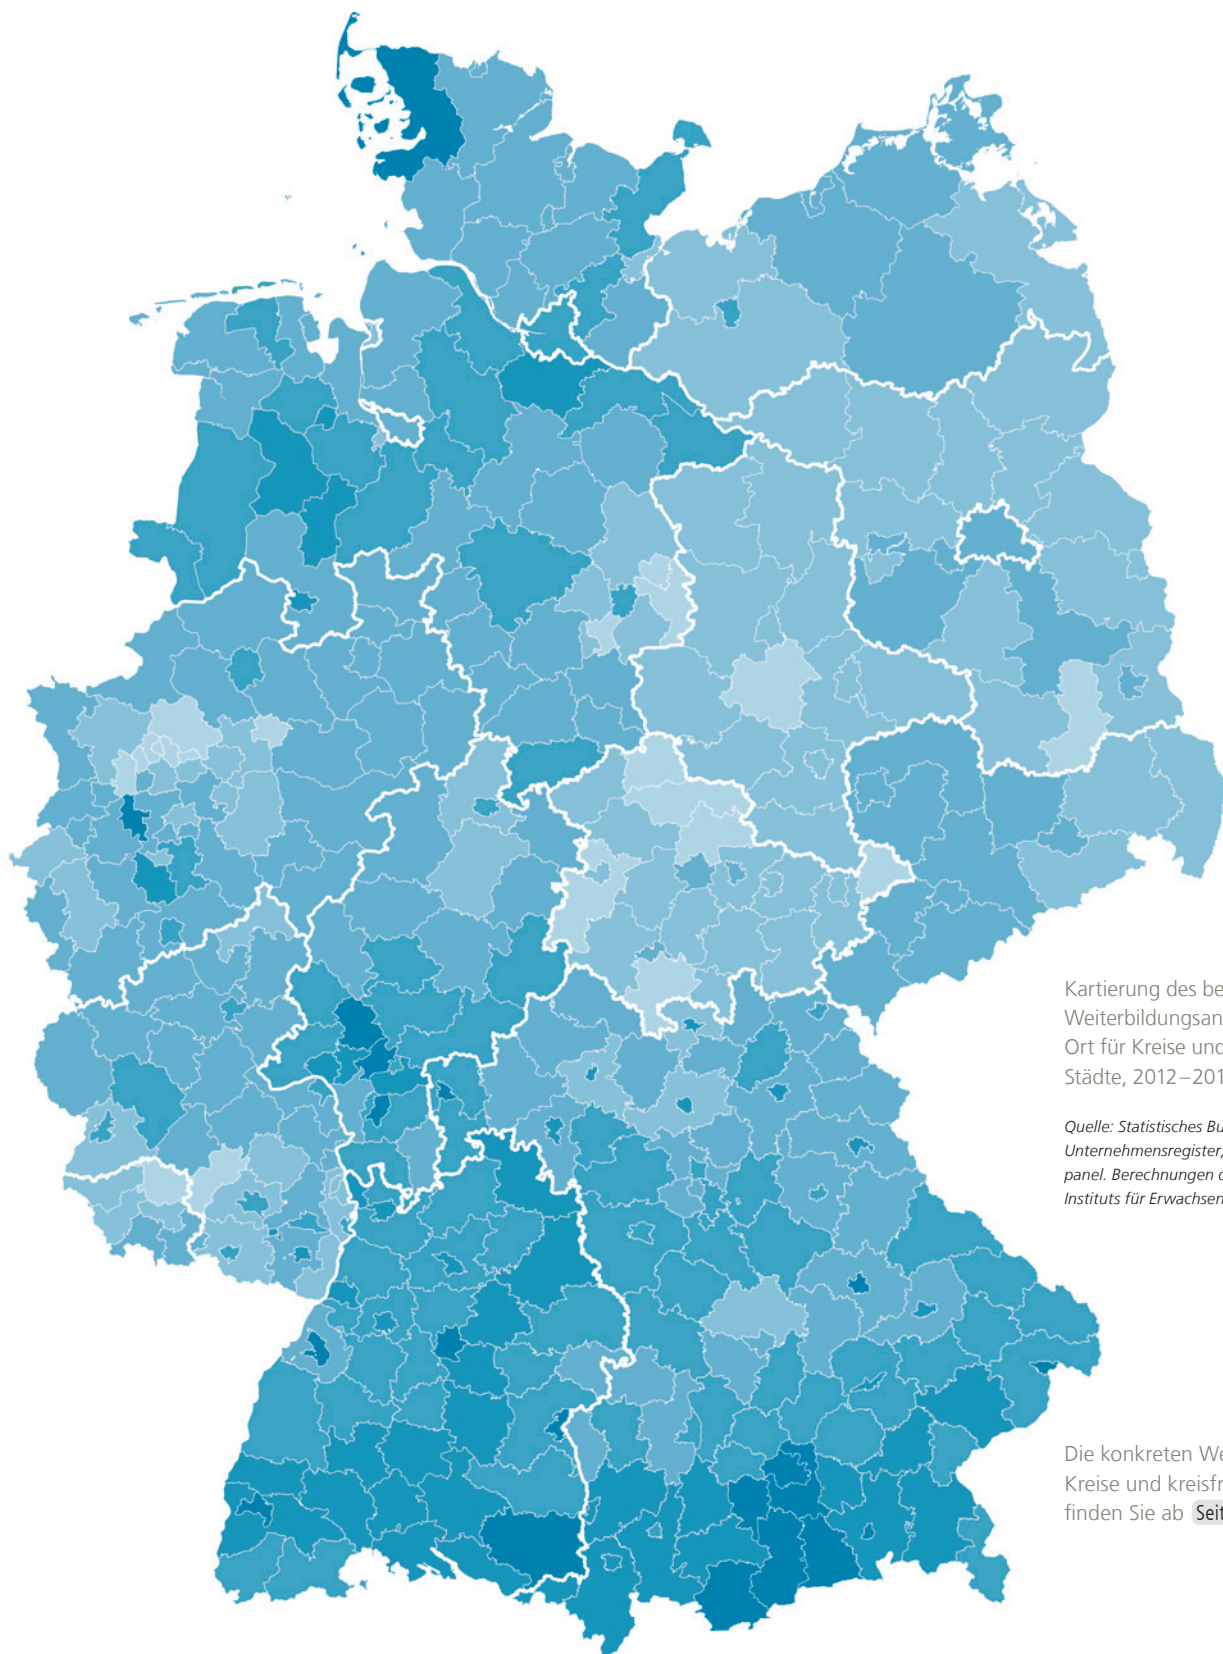 Kartierung des be
Weiterbildungsan
Ort für Kreise und
Städte, 2012–201
Quelle: Statistisches Bu
Unternehmensregister,
panel. Berechnungen d
Instituts für Erwachsen
Die konkreten We
Kreise und kreisfr
finden Sie ab Seit